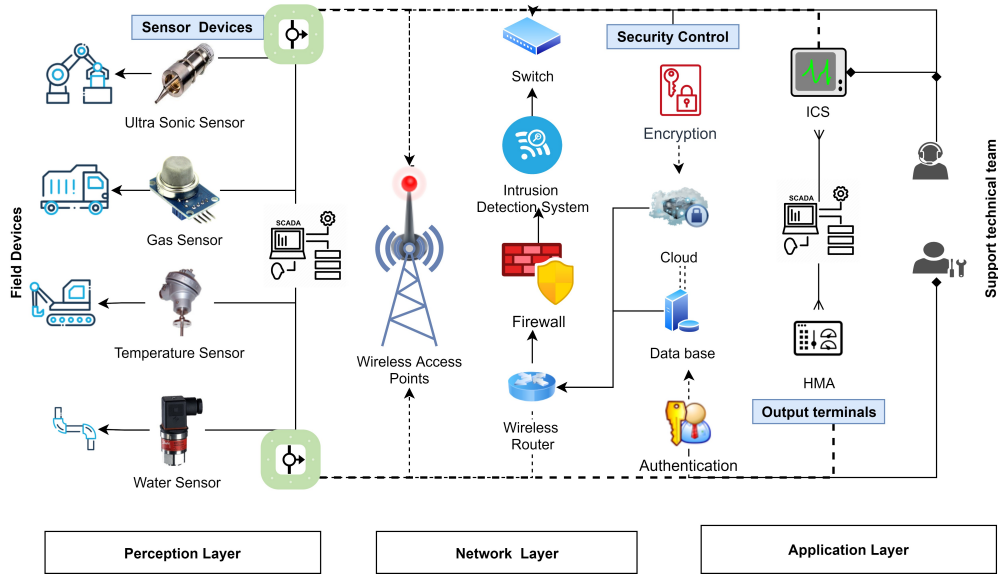 Sensor  Devices
Ultra Sonic Sensor
Gas Sensor
Temperature Sensor
Water Sensor
Field Devices
SCADA
Wireless Access
Points
Switch
Intrusion
Detection System
Firewall
Wireless
Router
Security Control
Encryption
Cloud
Data base
Authentication
ICS
SCADA
HMA
Output terminals
Support technical team
Perception Layer
Network  Layer
Application Layer